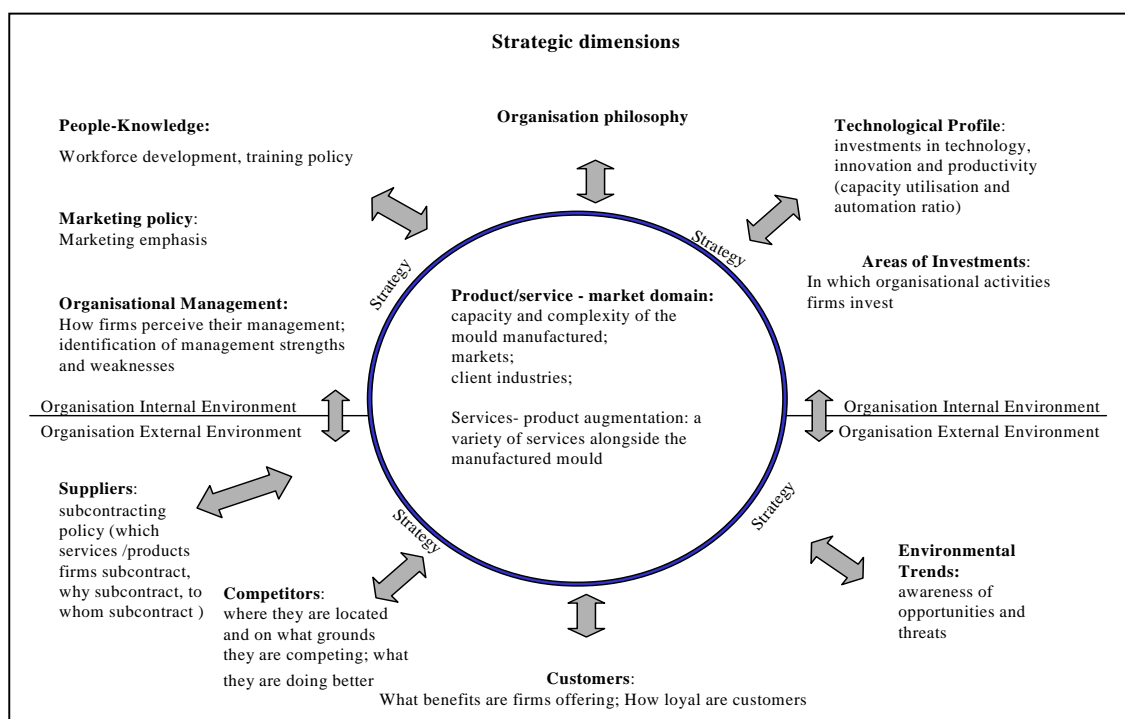 Strategic dimensions
People-Knowledge:
Workforce development, training policy
Organisation philosophy
Technological Profile:
investments in technology,
innovation and productivity
(capacity utilisation and
automation ratio)
Marketing policy:
Marketing emphasis
Strategy
Strategy
Areas of Investments:
In which organisational activities
firms invest
Organisational Management:
How firms perceive their management;
identification of management strengths
and weaknesses
Product/service - market domain:
capacity and complexity of the
mould manufactured;
markets;
client industries;
Services- product augmentation: a
variety of services alongside the
manufactured mould
Organisation Internal Environment
Organisation External Environment
Organisation Internal Environment
Organisation External Environment
Suppliers:
subcontracting
policy (which
services /products
firms subcontract,
why subcontract, to
whom subcontract )
Strategy
Strategy
Competitors:
where they are located
and on what grounds
they are competing; what
they are doing better
Environmental
Trends:
awareness of
opportunities and
threats
Customers:
What benefits are firms offering; How loyal are customers